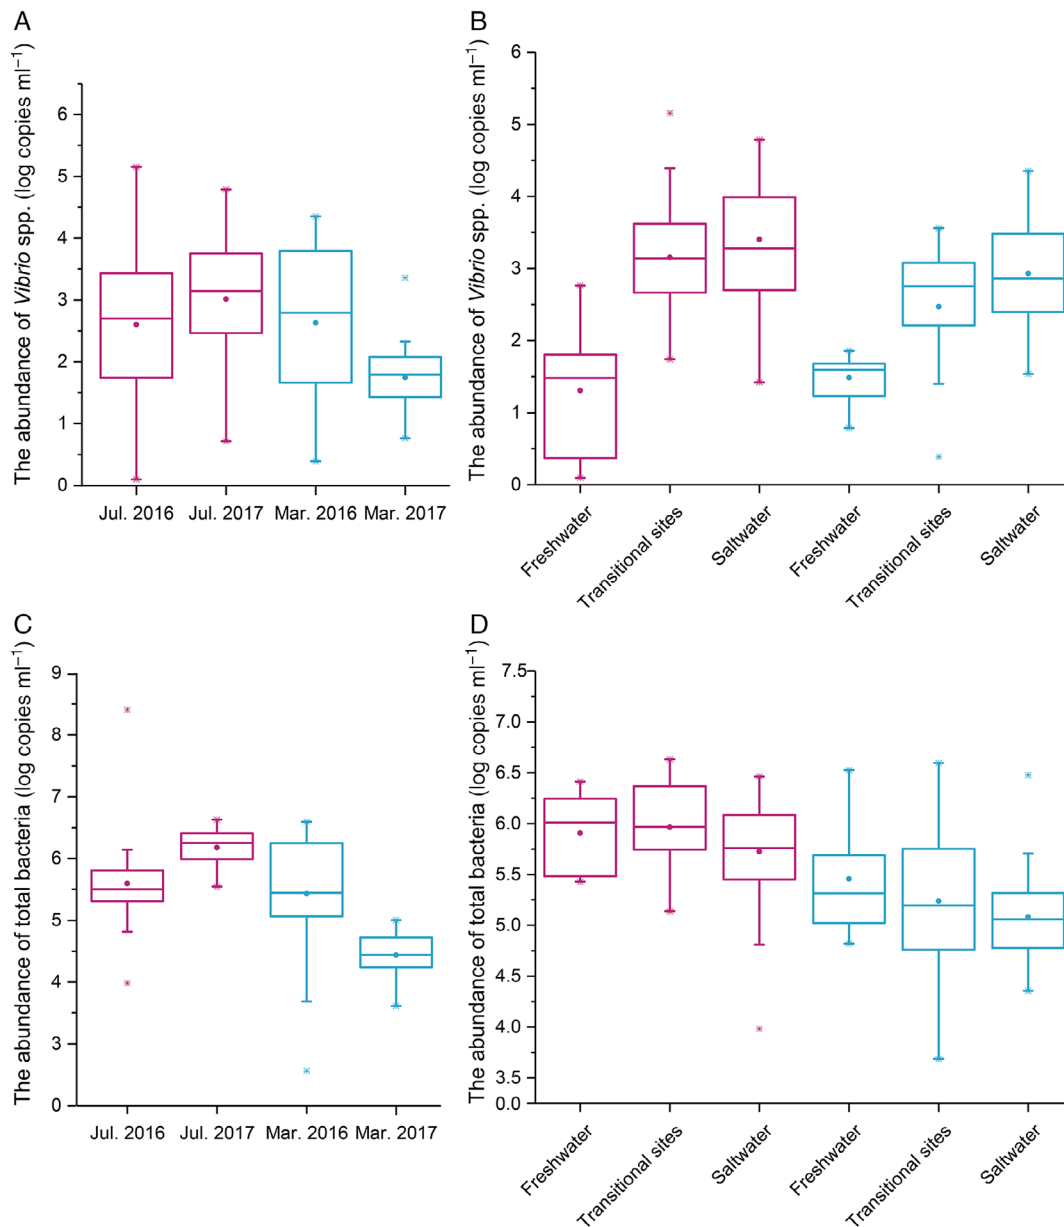 A
The abundance of Vibrio spp. (log copies ml⁻¹)
6
5
4
3
2
1
0
Jul. 2016 Jul. 2017 Mar. 2016 Mar. 2017
B
The abundance of Vibrio spp. (log copies ml⁻¹)
6
5
4
3
2
1
0
Freshwater
Transitional sites
Saltwater
Freshwater
Transitional sites
Saltwater
C
The abundance of total bacteria (log copies ml⁻¹)
9
8
7
6
5
4
3
0
Jul. 2016 Jul. 2017 Mar. 2016 Mar. 2017
D
The abundance of total bacteria (log copies ml⁻¹)
7.5
7.0
6.5
6.0
5.5
5.0
4.5
4.0
3.5
0.0
Freshwater
Transitional sites
Saltwater
Freshwater
Transitional sites
Saltwater